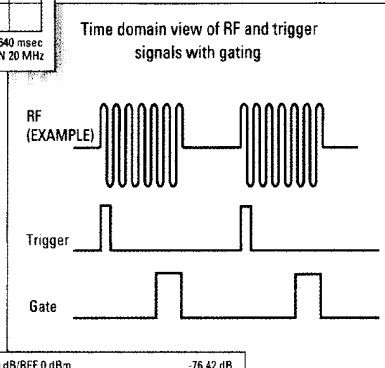 640 msec
N 20 MHz
Time domain view of RF and trigger
signals with gating
RF
(EXAMPLE)
Trigger
Gate
dB/REF 0 dBm
-76.42 dB